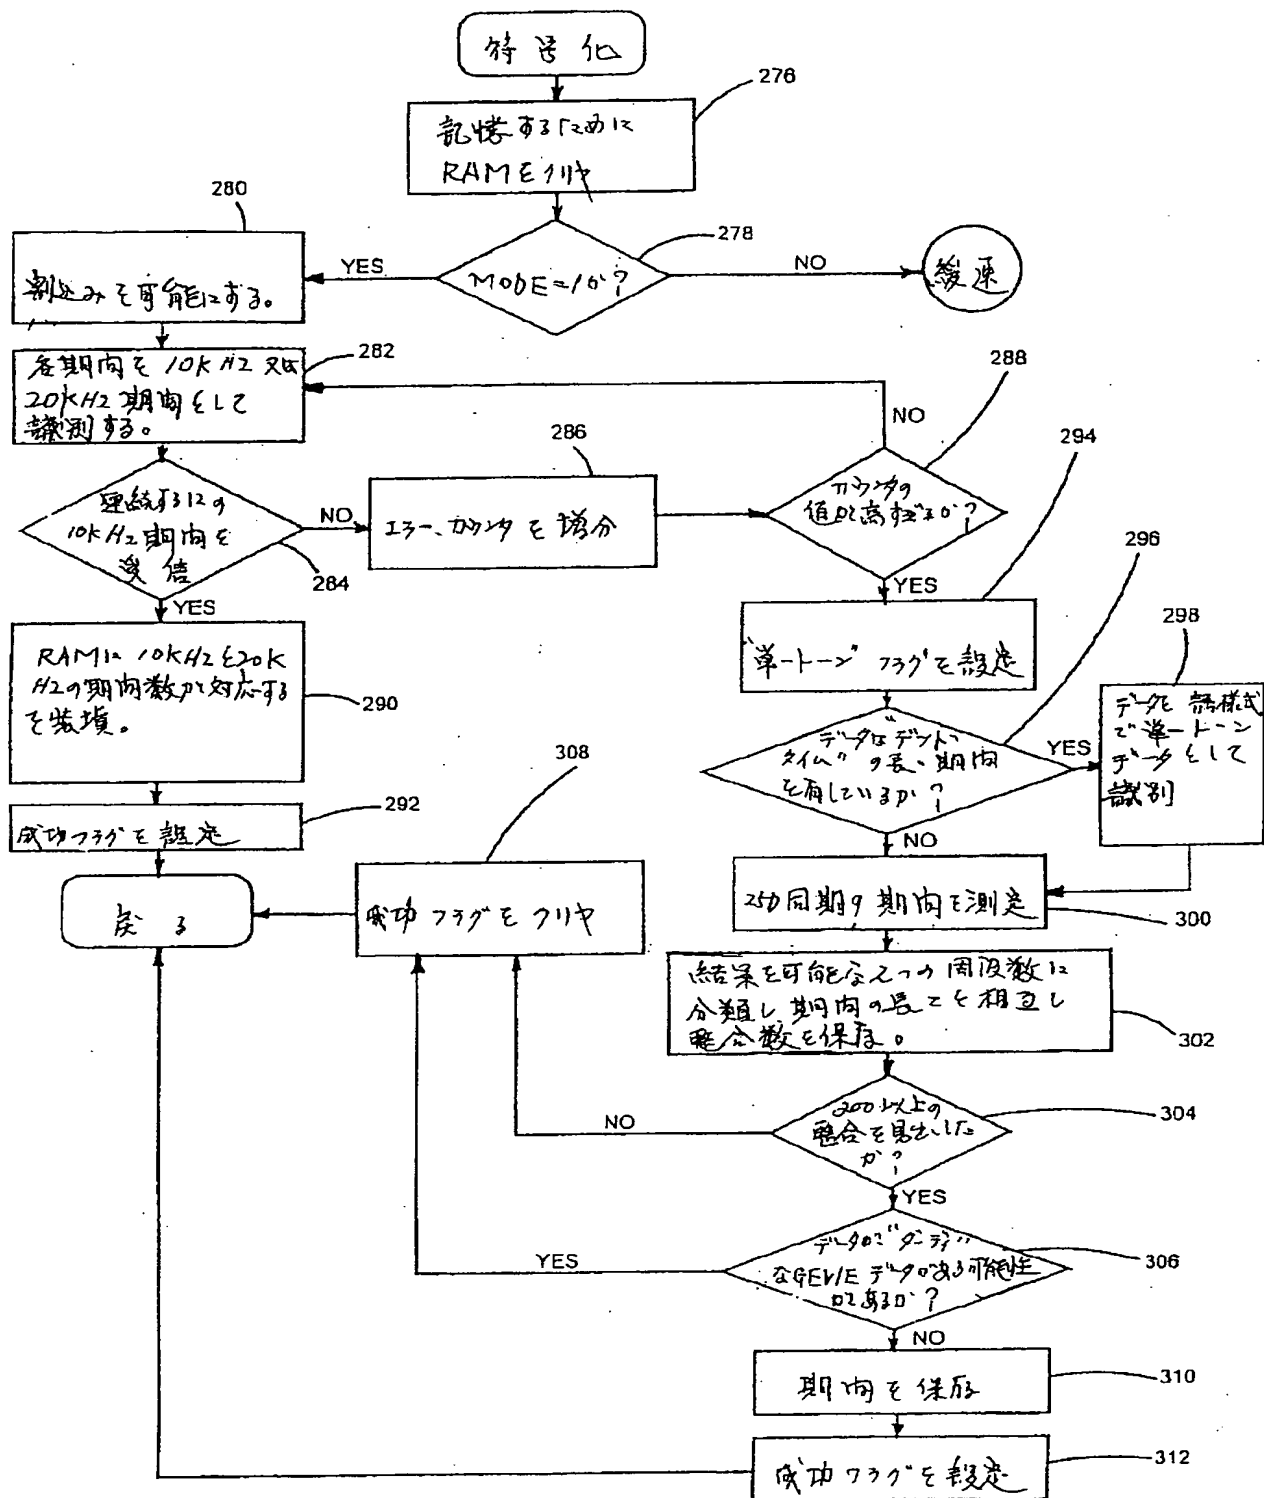 符号化
276
記憶するために
RAMをクリヤ
280
278
MODE=1か?
YES
NO
緩速
割込みを可能にする。
282
各期間を10KHZ又は
20KHZ期間として
識別する。
288
NO
294
286
連続する12の
10KHZ期間を
受信
NO
284
エラーカウンタを増分
カウンタの
値が高すぎるか?
296
YES
YES
RAMに10KHZと20K
HZの期間数が対応する
を装填。
290
"単一トーン"フラグを設定
298
データは"デッド
タイム"の長い期間
を有しているか?
YES
データを語様式
で単一トーン
データとして
識別
308
292
成功フラグを設定
NO
戻る
成功フラグをクリヤ
250同期の期間を測定
300
結果を可能な
の周波数に
分類し期間の長さを
整合数を保存。
302
200以上の
整合を見出した
か?
304
NO
YES
データが"ダーティ"
なGEVIEデータがある可能性
があるか?
306
YES
NO
期間を保存
310
成功フラグを設定
312